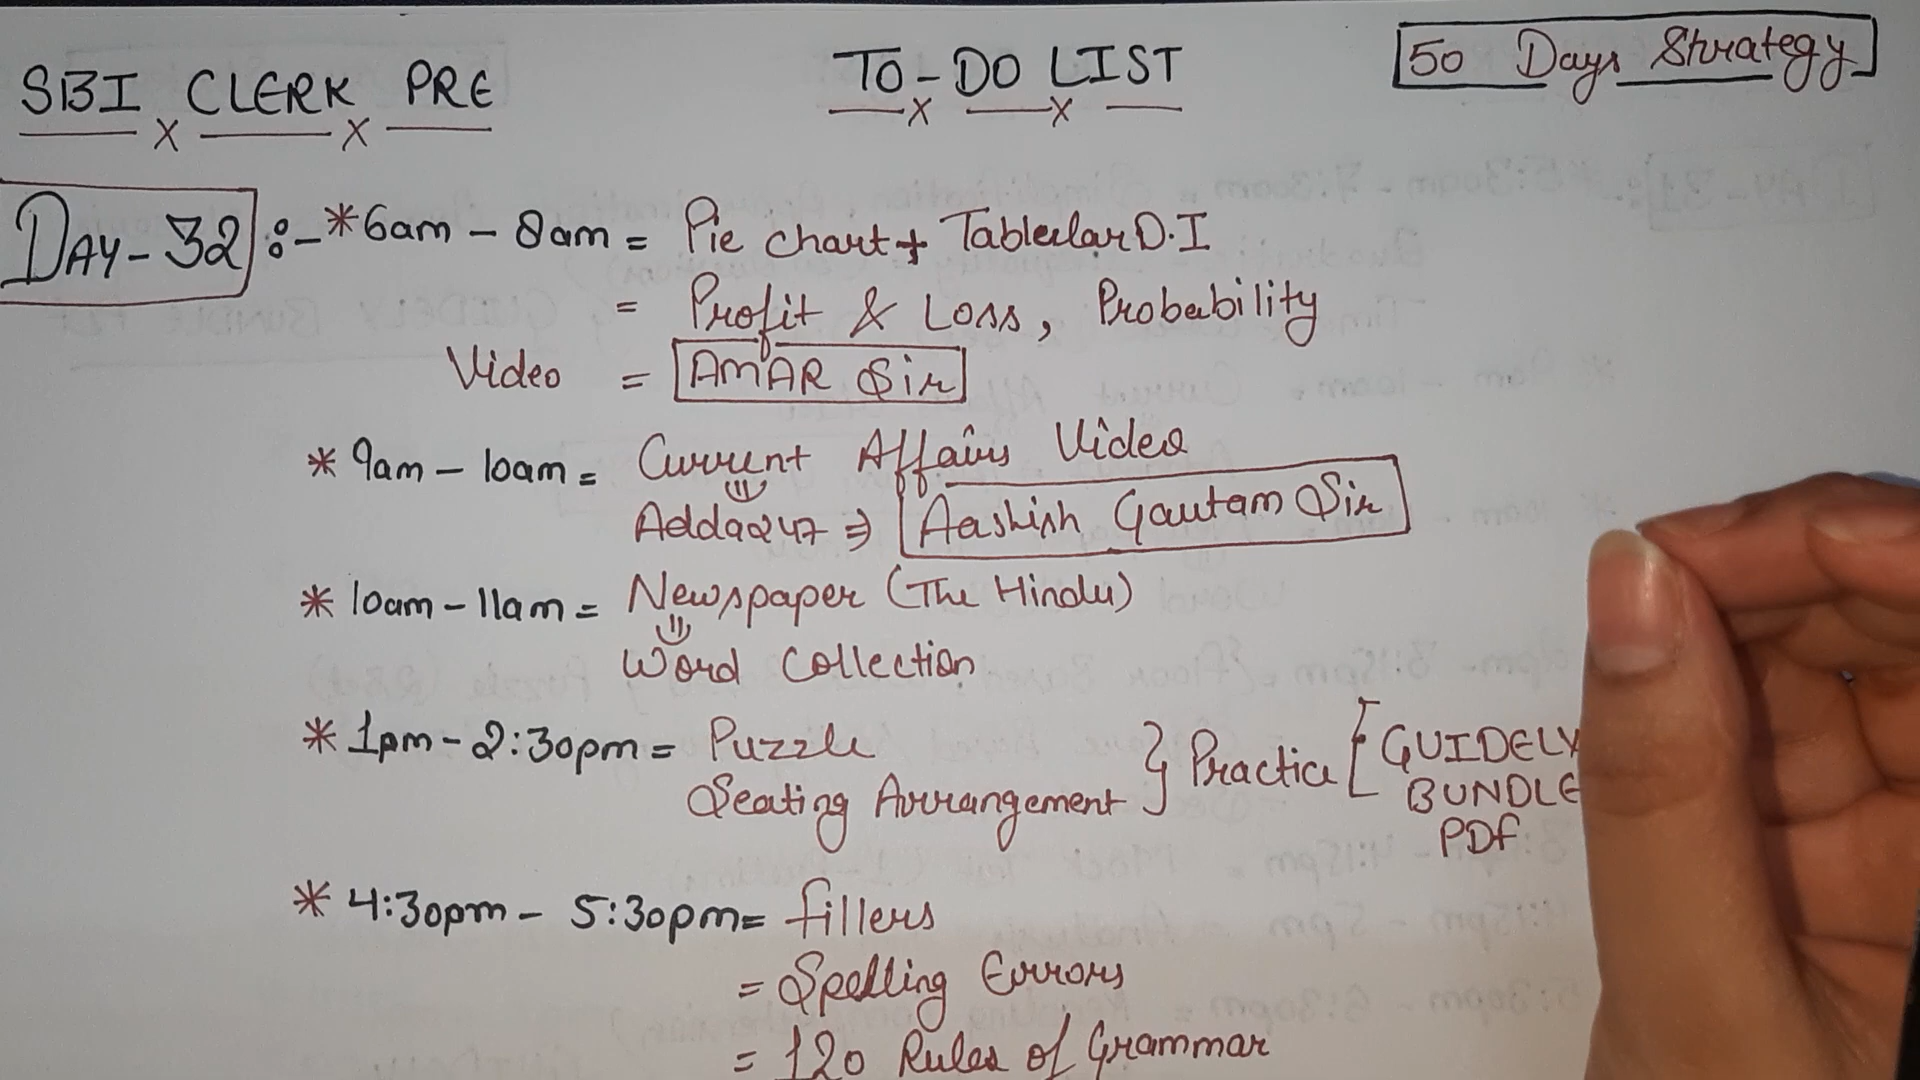 SBI CLERK PRE
TO-DO LIST
50 Days Strategy
DAY-32 :- *6am - 8am = Pie chart + Tabular D.I
= Profit & Loss, Probability
Video = AMAR Sir
* 9am - 10am = Current Affairs Video
Adda247 ⇒ Aashish Gautam Sir
* 10am - 11am = Newspaper (The Hindu)
Word Collection
* 1pm - 2:30pm = Puzzle
Seating Arrangement } Practice [ GUIDELY
BUNDLE
PDF
* 4:30pm - 5:30pm = fillers
= Spelling Errors
= 120 Rules of Grammar